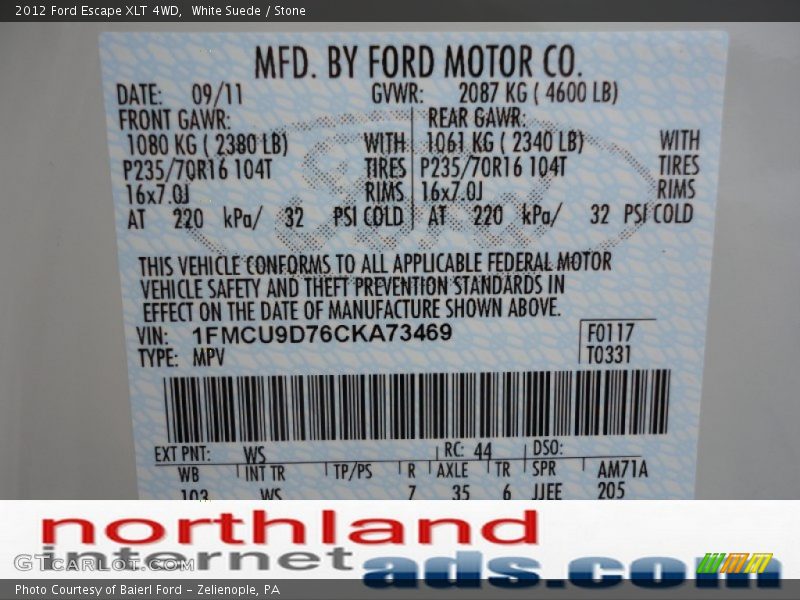 2012 Ford Escape XLT 4WD, White Suede / Stone
MFD. BY FORD MOTOR CO.
DATE: 09/11 GVWR: 2087 KG ( 4600 LB)
FRONT GAWR: REAR GAWR:
1080 KG ( 2380 LB) WITH 1061 KG ( 2340 LB) WITH
P235/70R16 104T TIRES P235/70R16 104T TIRES
16x7.0J RIMS 16x7.0J RIMS
AT 220 kPa/ 32 PSI COLD AT 220 kPa/ 32 PSI COLD
THIS VEHICLE CONFORMS TO ALL APPLICABLE FEDERAL MOTOR
VEHICLE SAFETY AND THEFT PREVENTION STANDARDS IN
EFFECT ON THE DATE OF MANUFACTURE SHOWN ABOVE.
VIN: 1FMCU9D76CKA73469 F0117
TYPE: MPV T0331
EXT PNT: WS RC: 44 DSO:
WB INT TR TP/PS R AXLE TR SPR AM71A
103 WS 7 35 6 JJEE 205
northland
internet ads.com
GTCARLOT.COM
Photo Courtesy of Baierl Ford - Zelienople, PA